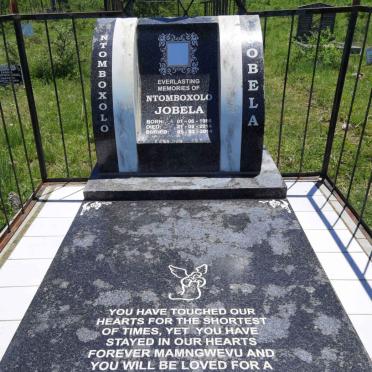 NTOMBOXOLO
JOBELA
EVERLASTING
MEMORIES OF
NTOMBOXOLO
JOBELA
BORN:
DIED:
BURIED:
YOU HAVE TOUCHED OUR
HEARTS FOR THE SHORTEST
OF TIMES, YET YOU HAVE
STAYED IN OUR HEARTS
FOREVER MAMNGWEVU AND
YOU WILL BE LOVED FOR A